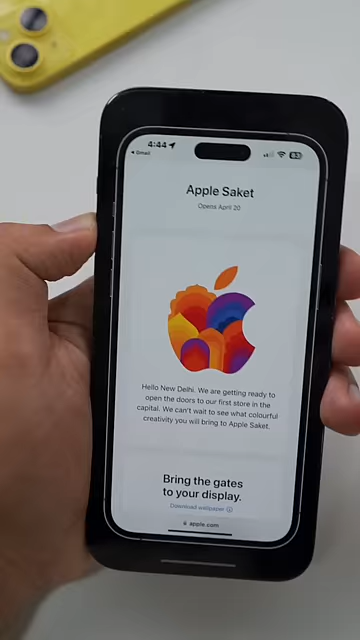 4:44
Gmail
83
Apple Saket
Opens April 20
Hello New Delhi. We are getting ready to
open the doors to our first store in the
capital. We can't wait to see what colourful
creativity you will bring to Apple Saket.
Bring the gates
to your display.
Download wallpaper
apple.com